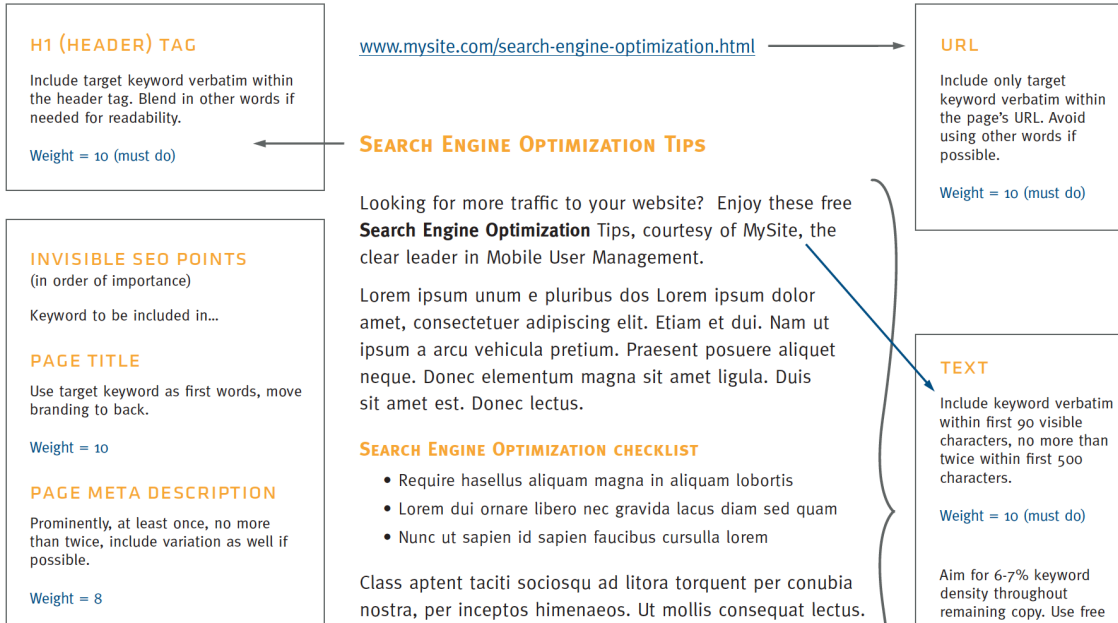 H1 (HEADER) TAG
Include target keyword verbatim within
the header tag. Blend in other words if
needed for readability.
Weight = 10 (must do)
INVISIBLE SEO POINTS
(in order of importance)
Keyword to be included in...
PAGE TITLE
Use target keyword as first words, move
branding to back.
Weight = 10
PAGE META DESCRIPTION
Prominently, at least once, no more
than twice, include variation as well if
possible.
Weight = 8
www.mysite.com/search-engine-optimization.html
Search Engine Optimization Tips
Looking for more traffic to your website?  Enjoy these free
Search Engine Optimization Tips, courtesy of MySite, the
clear leader in Mobile User Management.
Lorem ipsum unum e pluribus dos Lorem ipsum dolor
amet, consectetuer adipiscing elit. Etiam et dui. Nam ut
ipsum a arcu vehicula pretium. Praesent posuere aliquet
neque. Donec elementum magna sit amet ligula. Duis
sit amet est. Donec lectus.
Search Engine Optimization checklist
• Require hasellus aliquam magna in aliquam lobortis
• Lorem dui ornare libero nec gravida lacus diam sed quam
• Nunc ut sapien id sapien faucibus cursulla lorem
Class aptent taciti sociosqu ad litora torquent per conubia
nostra, per inceptos himenaeos. Ut mollis consequat lectus.
URL
Include only target
keyword verbatim within
the page's URL. Avoid
using other words if
possible.
Weight = 10 (must do)
TEXT
Include keyword verbatim
within first 90 visible
characters, no more than
twice within first 500
characters.
Weight = 10 (must do)
Aim for 6-7% keyword
density throughout
remaining copy. Use free